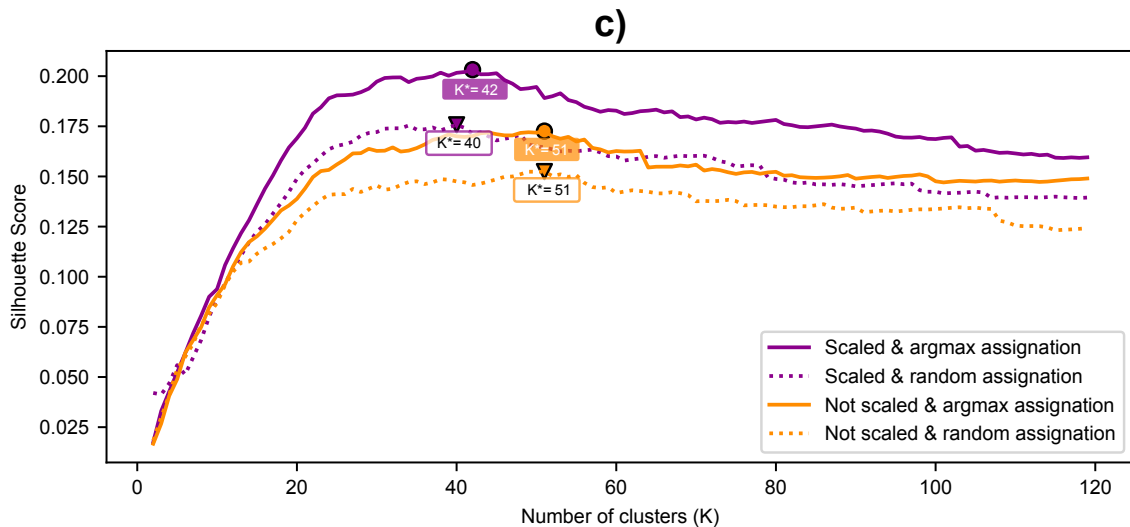 c)
Silhouette Score
0.200
0.175
0.150
0.125
0.100
0.075
0.050
0.025
K*= 42
K*= 40
K*= 51
K*= 51
Scaled & argmax assignation
Scaled & random assignation
Not scaled & argmax assignation
Not scaled & random assignation
0 20 40 60 80 100 120
Number of clusters (K)